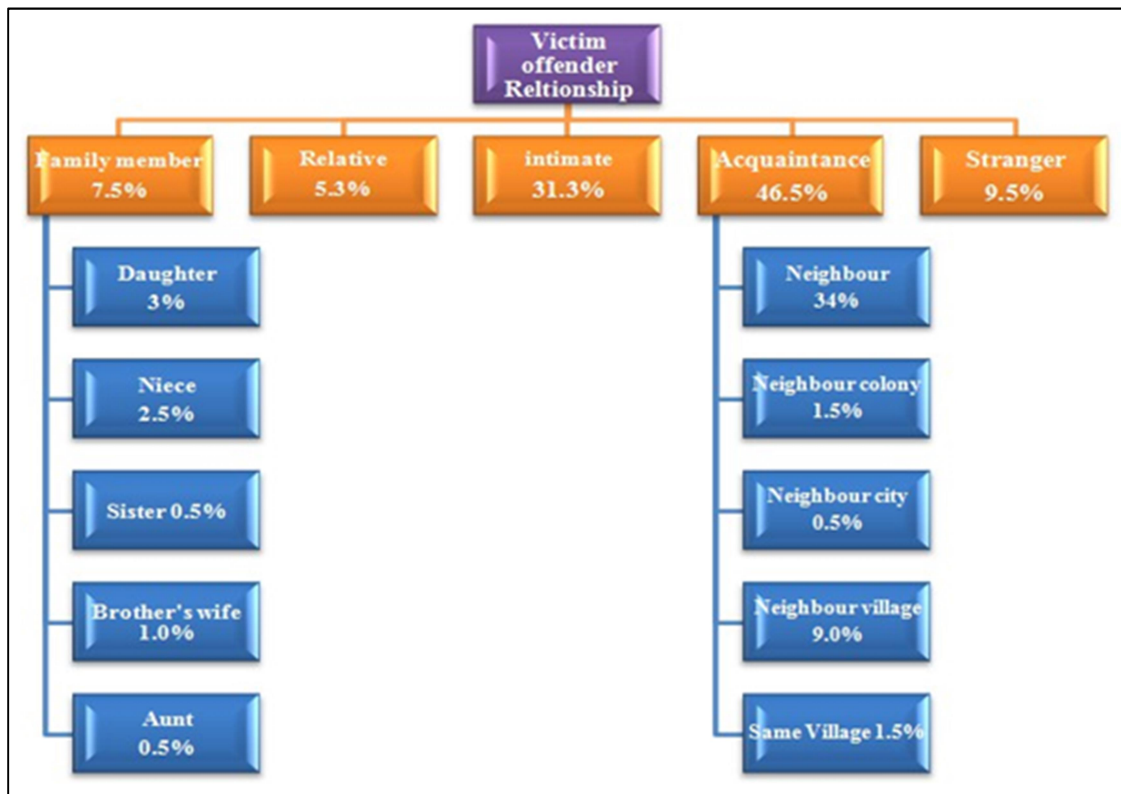 Victim
offender
Reltionship
Family member
7.5%
Relative
5.3%
intimate
31.3%
Acquaintance
46.5%
Stranger
9.5%
Daughter
3%
Niece
2.5%
Sister 0.5%
Brother's wife
1.0%
Aunt
0.5%
Neighbour
34%
Neighbour colony
1.5%
Neighbour city
0.5%
Neighbour village
9.0%
Same Village 1.5%